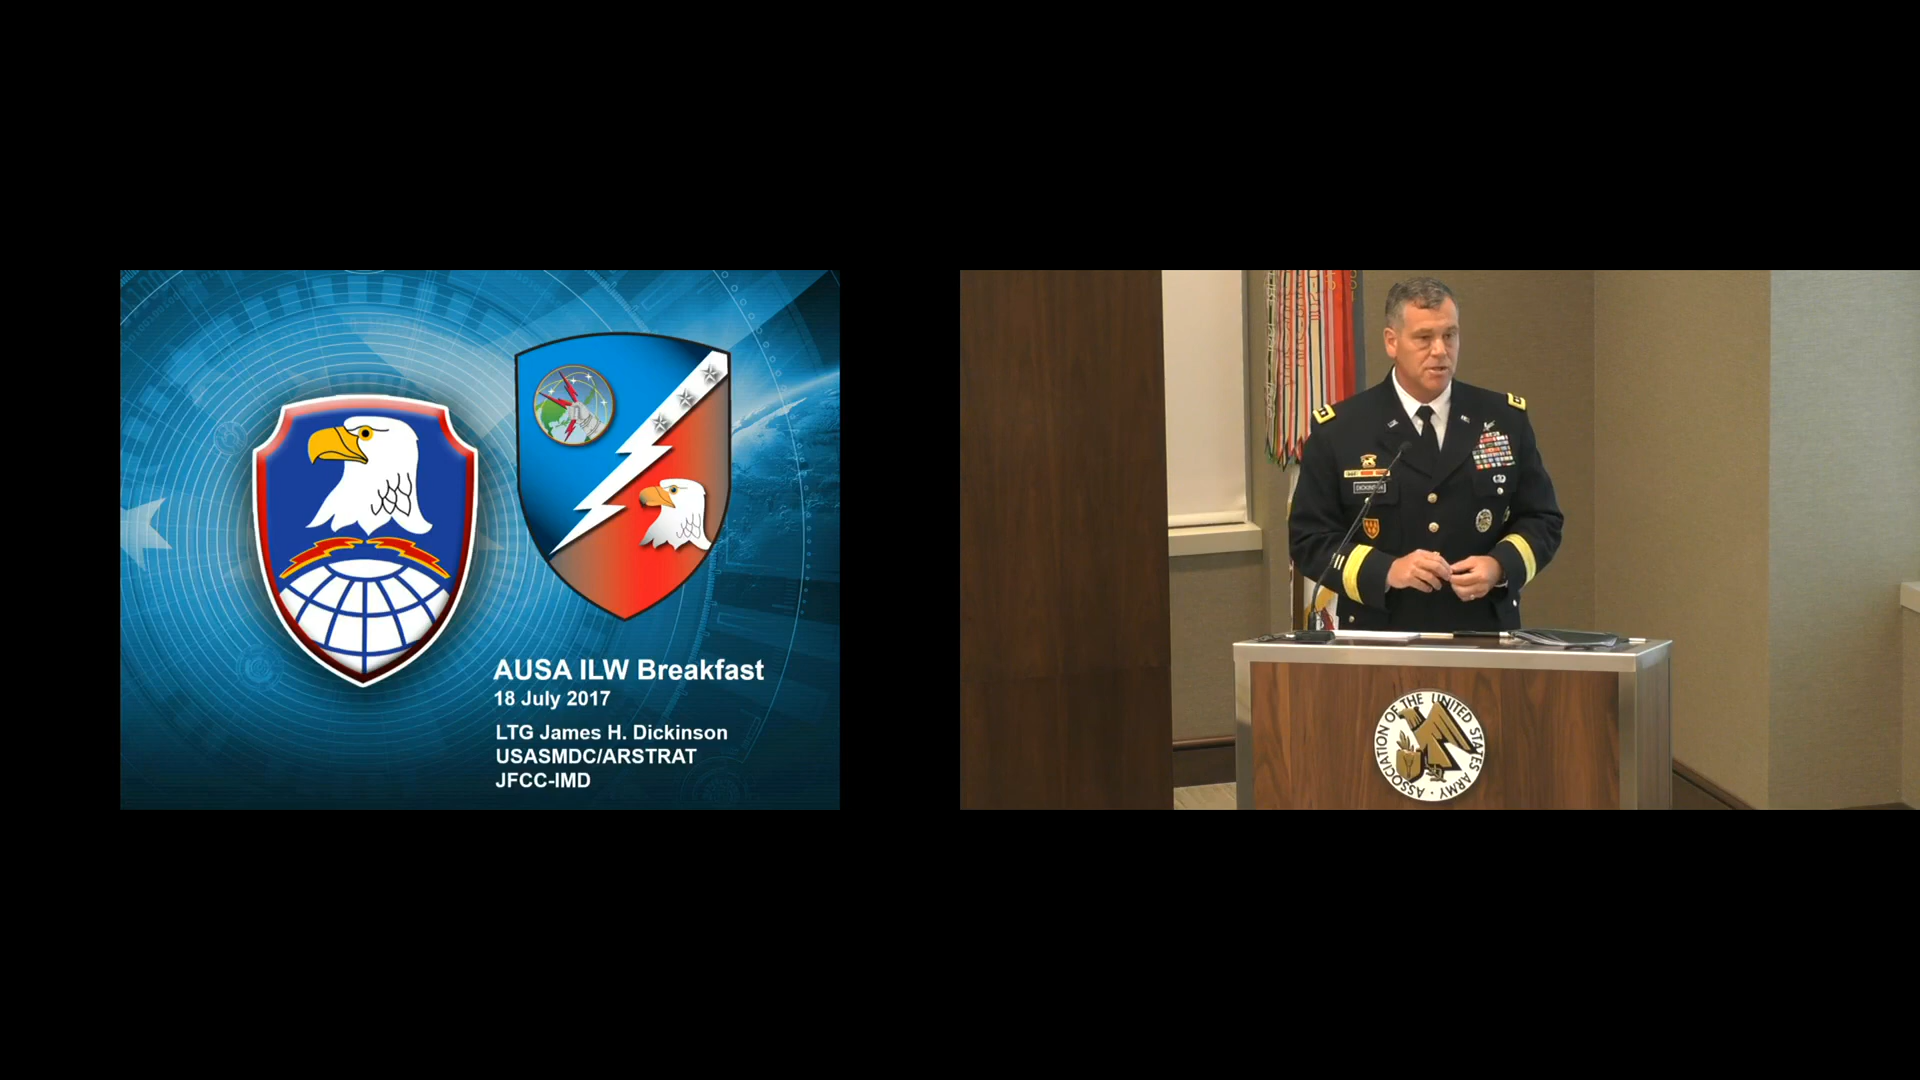 AUSA ILW Breakfast
18 July 2017
LTG James H. Dickinson
USASMDC/ARSTRAT
JFCC-IMD
DICKINSON
ASSOCIATION OF THE UNITED STATES ARMY